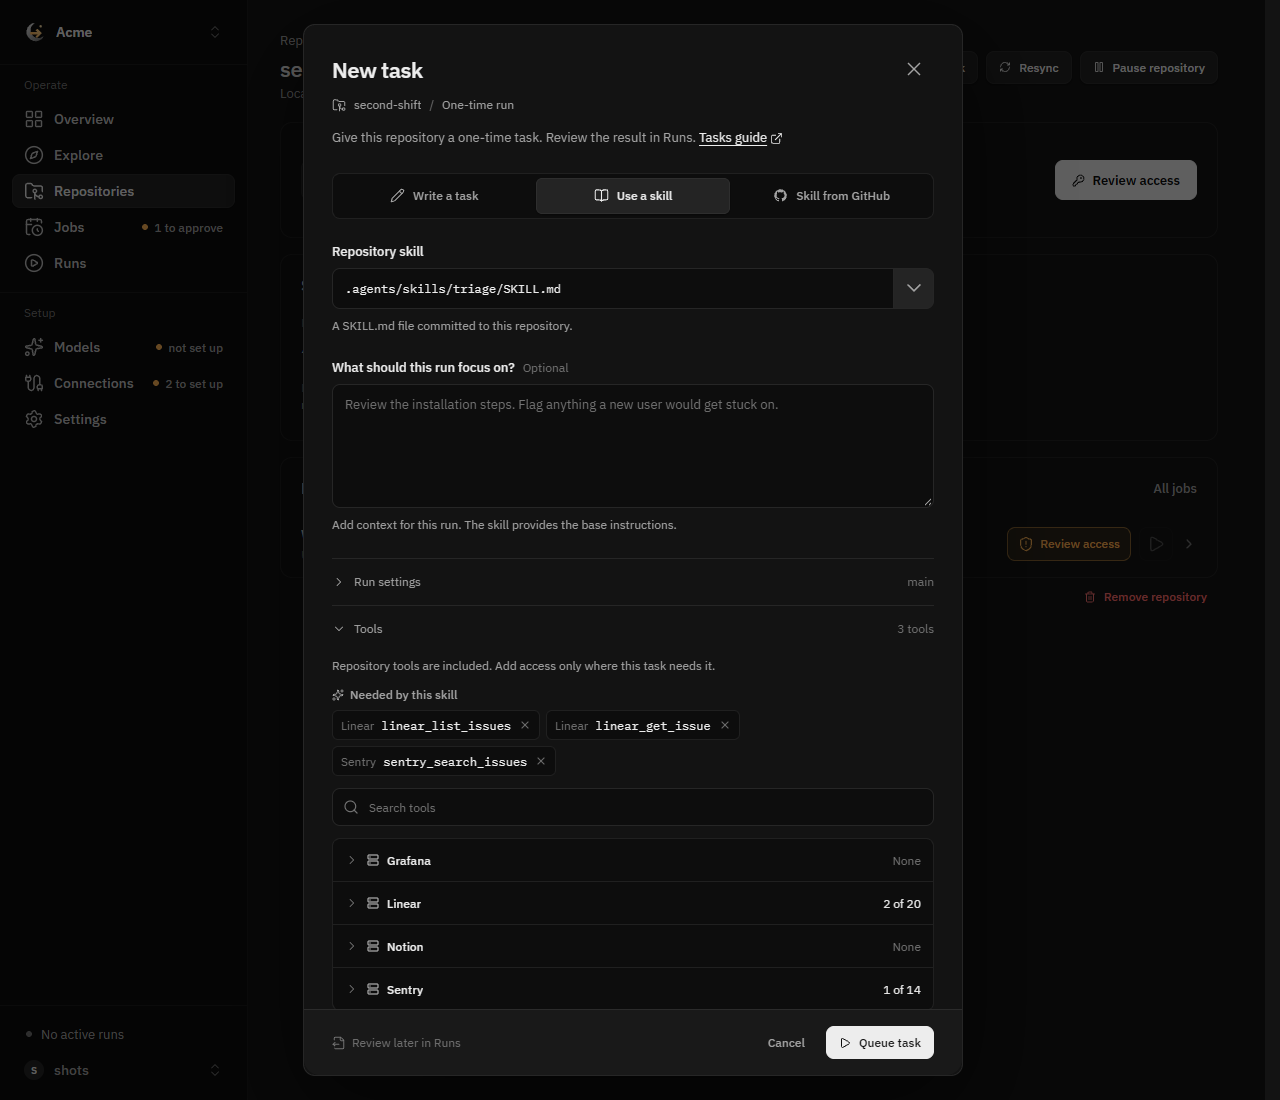 Acme
Operate
Overview
Explore
Repositories
Jobs
1 to approve
Runs
Setup
Models
not set up
Connections
2 to set up
Settings
No active runs
S
shots
Resync
Pause repository
Review access
All jobs
Review access
Remove repository
New task
second-shift / One-time run
Give this repository a one-time task. Review the result in Runs. Tasks guide
Write a task
Use a skill
Skill from GitHub
Repository skill
.agents/skills/triage/SKILL.md
A SKILL.md file committed to this repository.
What should this run focus on? Optional
Review the installation steps. Flag anything a new user would get stuck on.
Add context for this run. The skill provides the base instructions.
Run settings
main
Tools
3 tools
Repository tools are included. Add access only where this task needs it.
Needed by this skill
Linear linear_list_issues
Linear linear_get_issue
Sentry sentry_search_issues
Search tools
Grafana
None
Linear
2 of 20
Notion
None
Sentry
1 of 14
Review later in Runs
Cancel
Queue task